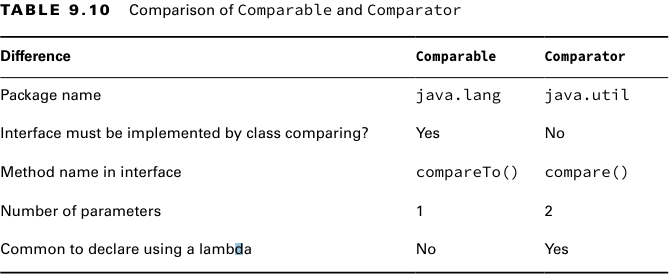 TABLE 9.10 Comparison of Comparable and Comparator
Difference Comparable Comparator
Package name java.lang java.util
Interface must be implemented by class comparing? Yes No
Method name in interface compareTo() compare()
Number of parameters 1 2
Common to declare using a lambda No Yes